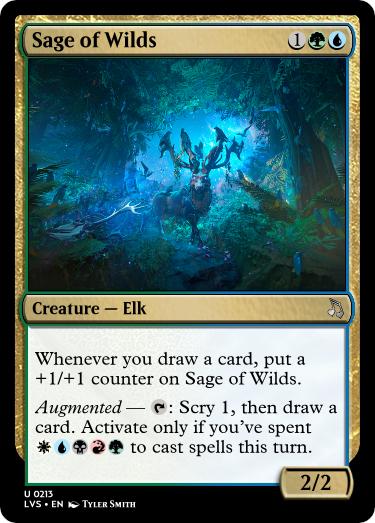 Sage of Wilds 1
Creature — Elk
Whenever you draw a card, put a
+1/+1 counter on Sage of Wilds.
Augmented — : Scry 1, then draw a
card. Activate only if you've spent
to cast spells this turn.
2/2
U 0213
LVS • EN Tyler Smith